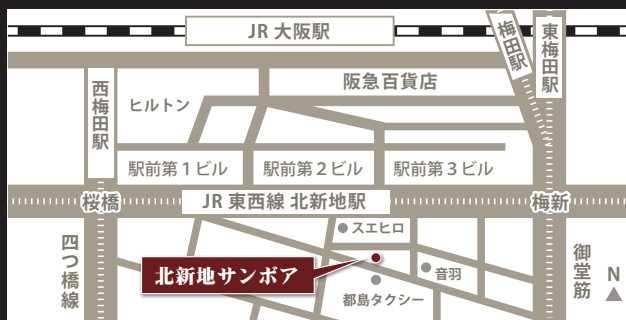 JR 大阪駅
梅田駅
東梅田駅
阪急百貨店
西梅田駅
ヒルトン
駅前第1ビル
駅前第2ビル
駅前第3ビル
桜橋
JR 東西線 北新地駅
梅新
スエヒロ
四つ橋線
北新地サンボア
音羽
御堂筋
N
都島タクシー